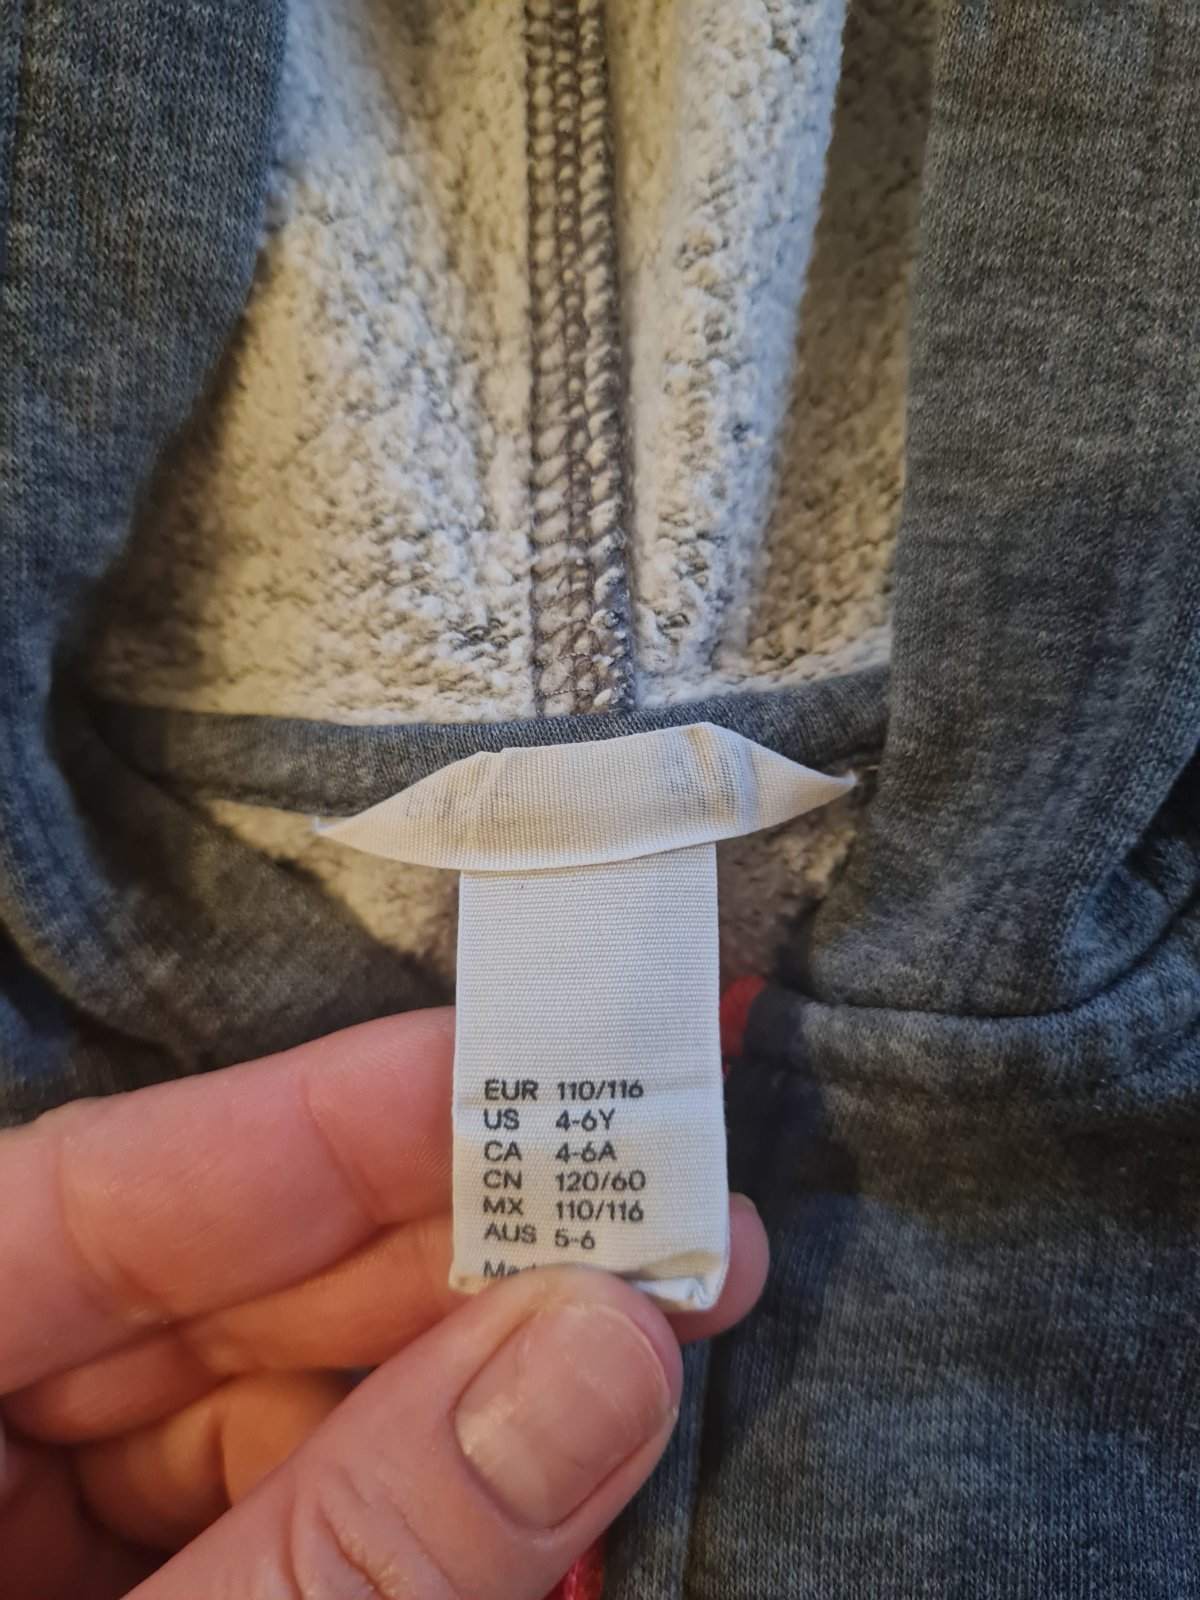 EUR 110/116
US 4-6Y
CA 4-6A
CN 120/60
MX 110/116
AUS 5-6